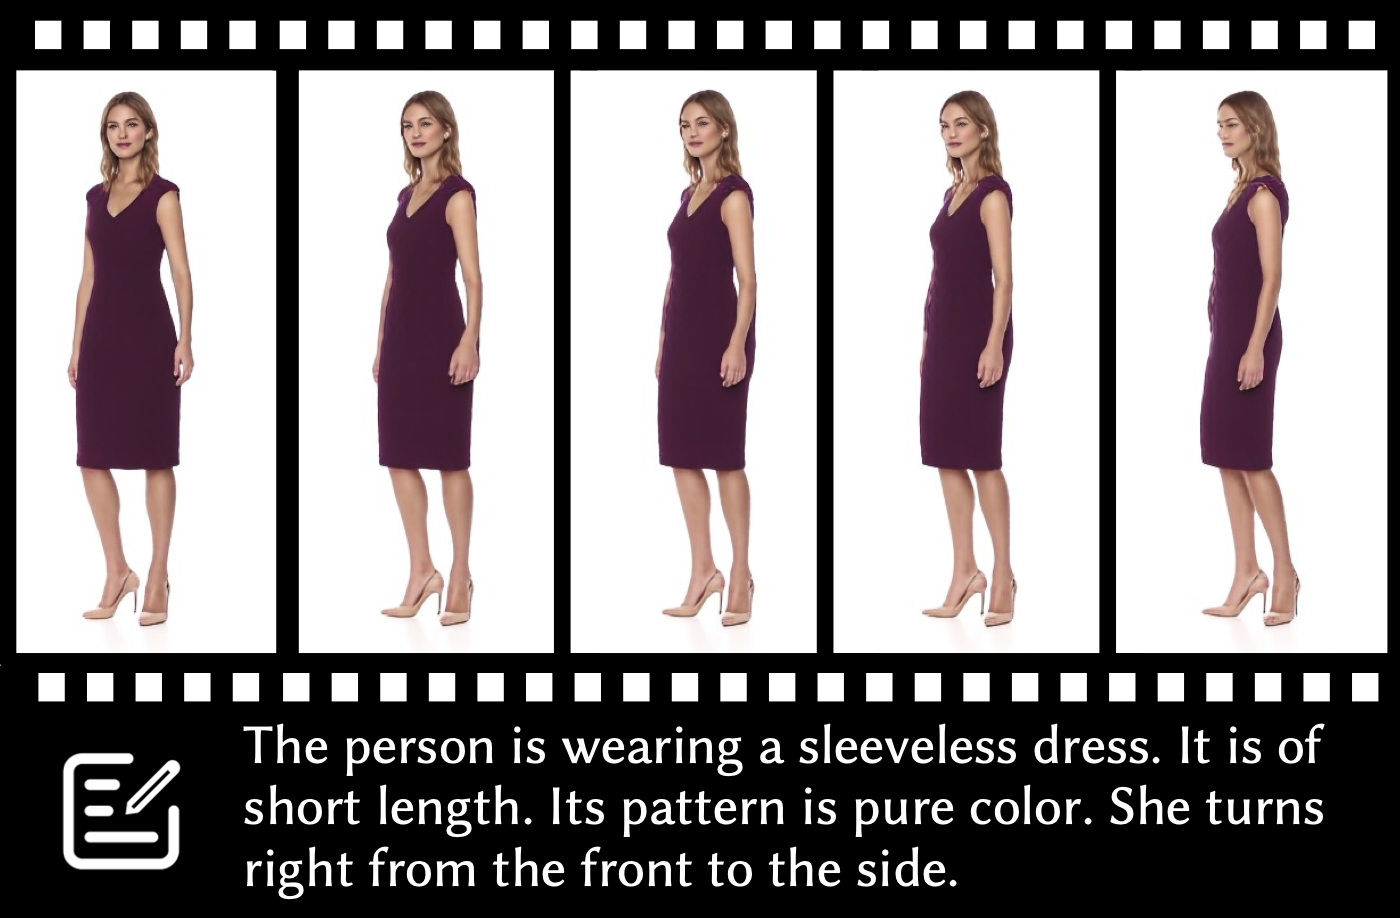 The person is wearing a sleeveless dress. It is of
short length. Its pattern is pure color. She turns
right from the front to the side.